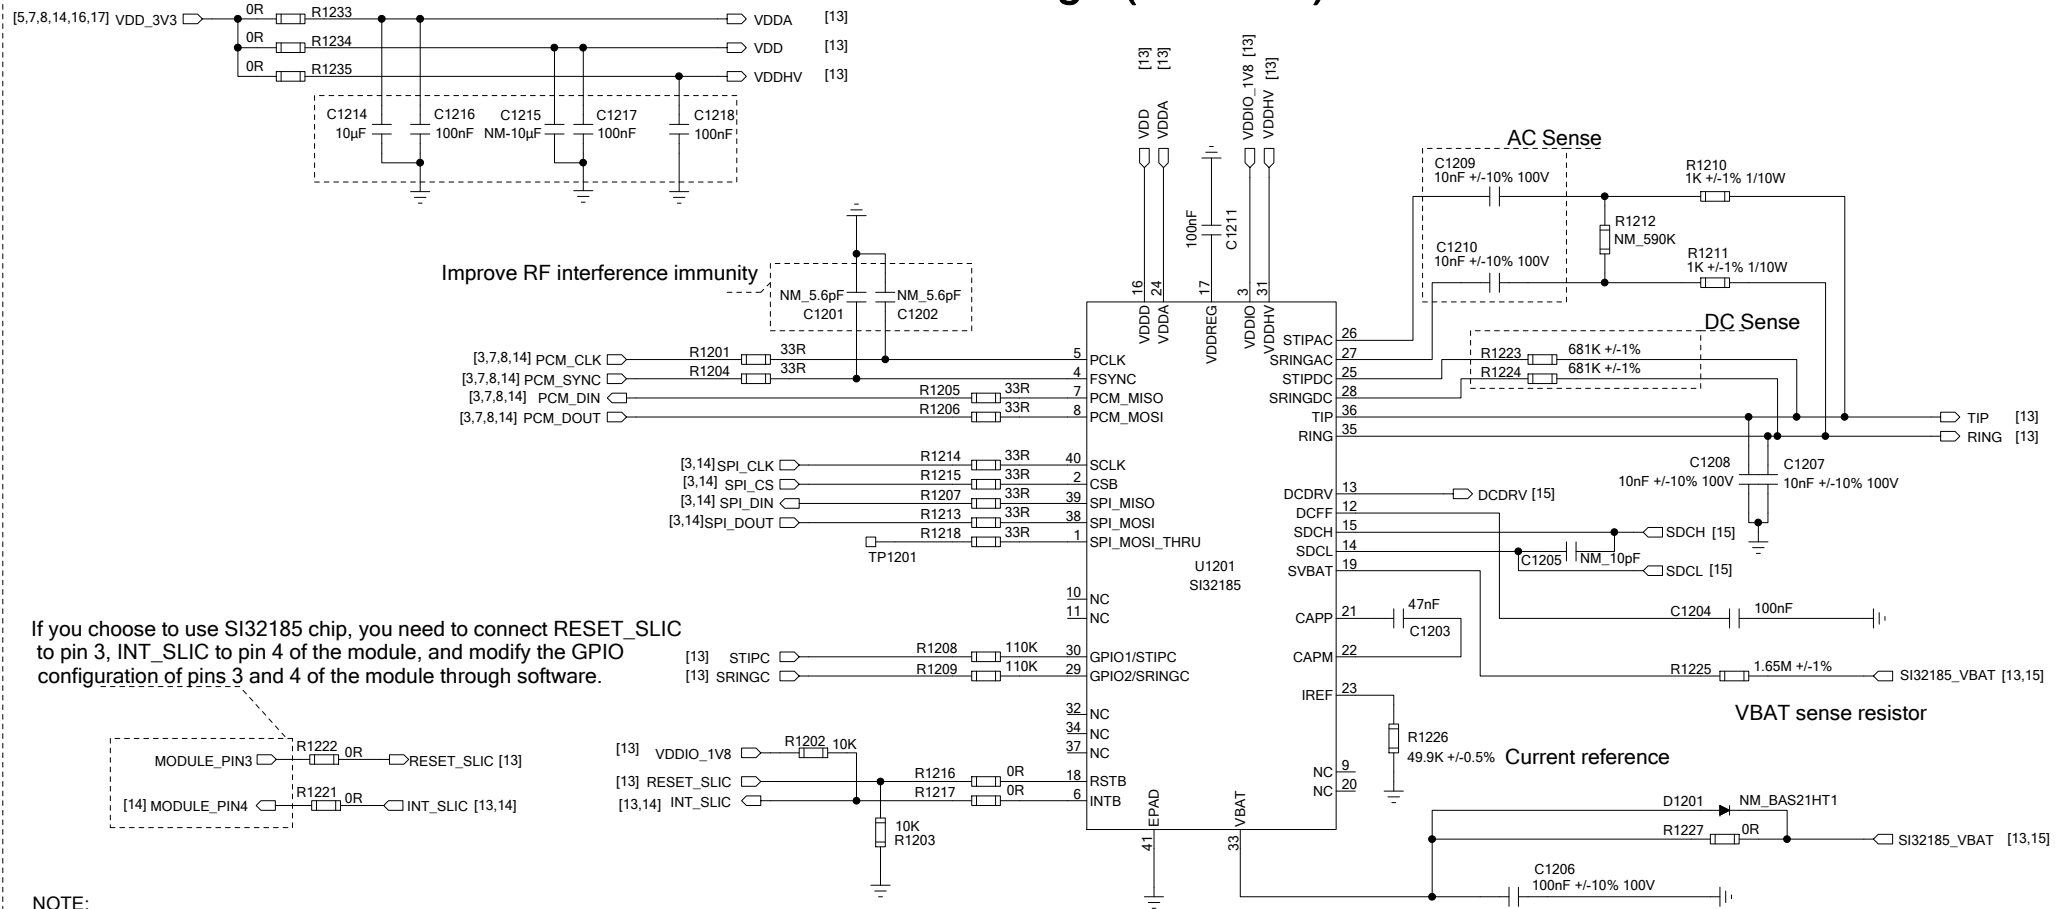 [5,7,8,14,16,17] VDD_3V3
0R R1233
VDDA [13]
0R R1234
VDD [13]
0R R1235
VDDHV [13]
C1214 10µF
C1216 100nF
C1215 NM-10µF
C1217 100nF
C1218 100nF
[13] VDD
[13] VDDA
VDDIO_1V8 [13]
VDDHV [13]
100nF C1211
AC Sense
C1209
10nF +/-10% 100V
R1210
1K +/-1% 1/10W
R1212
NM_590K
C1210
10nF +/-10% 100V
R1211
1K +/-1% 1/10W
DC Sense
R1223 681K +/-1%
R1224 681K +/-1%
Improve RF interference immunity
NM_5.6pF
C1201
NM_5.6pF
C1202
16 VDDD
24 VDDA
17 VDDREG
3 VDDIO
31 VDDHV
[3,7,8,14] PCM_CLK R1201 33R 5 PCLK
[3,7,8,14] PCM_SYNC R1204 33R 4 FSYNC
[3,7,8,14] PCM_DIN R1205 33R 7 PCM_MISO
[3,7,8,14] PCM_DOUT R1206 33R 8 PCM_MOSI
[3,14] SPI_CLK R1214 33R 40 SCLK
[3,14] SPI_CS R1215 33R 2 CSB
[3,14] SPI_DIN R1207 33R 39 SPI_MISO
[3,14] SPI_DOUT R1213 33R 38 SPI_MOSI
TP1201 R1218 33R 1 SPI_MOSI_THRU
U1201
SI32185
10 NC
11 NC
[13] STIPC R1208 110K 30 GPIO1/STIPC
[13] SRINGC R1209 110K 29 GPIO2/SRINGC
32 NC
34 NC
37 NC
[13] VDDIO_1V8 R1202 10K
[13] RESET_SLIC R1216 0R 18 RSTB
[13,14] INT_SLIC R1217 0R 6 INTB
10K
R1203
41 EPAD
33 VBAT
STIPAC 26
SRINGAC 27
STIPDC 25
SRINGDC 28
TIP 36
RING 35
TIP [13]
RING [13]
C1208
10nF +/-10% 100V
C1207
10nF +/-10% 100V
DCDRV 13
DCDRV [15]
DCFF 12
SDCH 15
SDCH [15]
SDCL 14
C1205 NM_10pF
SDCL [15]
SVBAT 19
CAPP 21
47nF
C1203
CAPM 22
C1204 100nF
IREF 23
R1225 1.65M +/-1%
SI32185_VBAT [13,15]
VBAT sense resistor
R1226
49.9K +/-0.5%
Current reference
NC 9
NC 20
D1201 NM_BAS21HT1
R1227 0R
SI32185_VBAT [13,15]
C1206
100nF +/-10% 100V
If you choose to use SI32185 chip, you need to connect RESET_SLIC
to pin 3, INT_SLIC to pin 4 of the module, and modify the GPIO
configuration of pins 3 and 4 of the module through software.
MODULE_PIN3 R1222 0R RESET_SLIC [13]
[14] MODULE_PIN4 R1221 0R INT_SLIC [13,14]
NOTE: